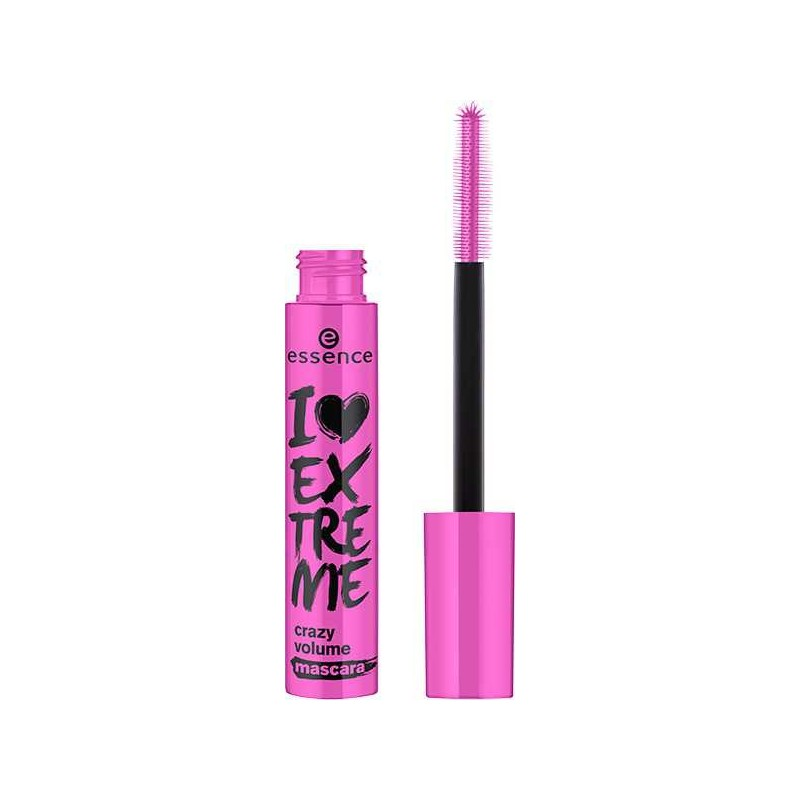 e
essence
I ♥
EX
TRE
ME
crazy
volume
mascara